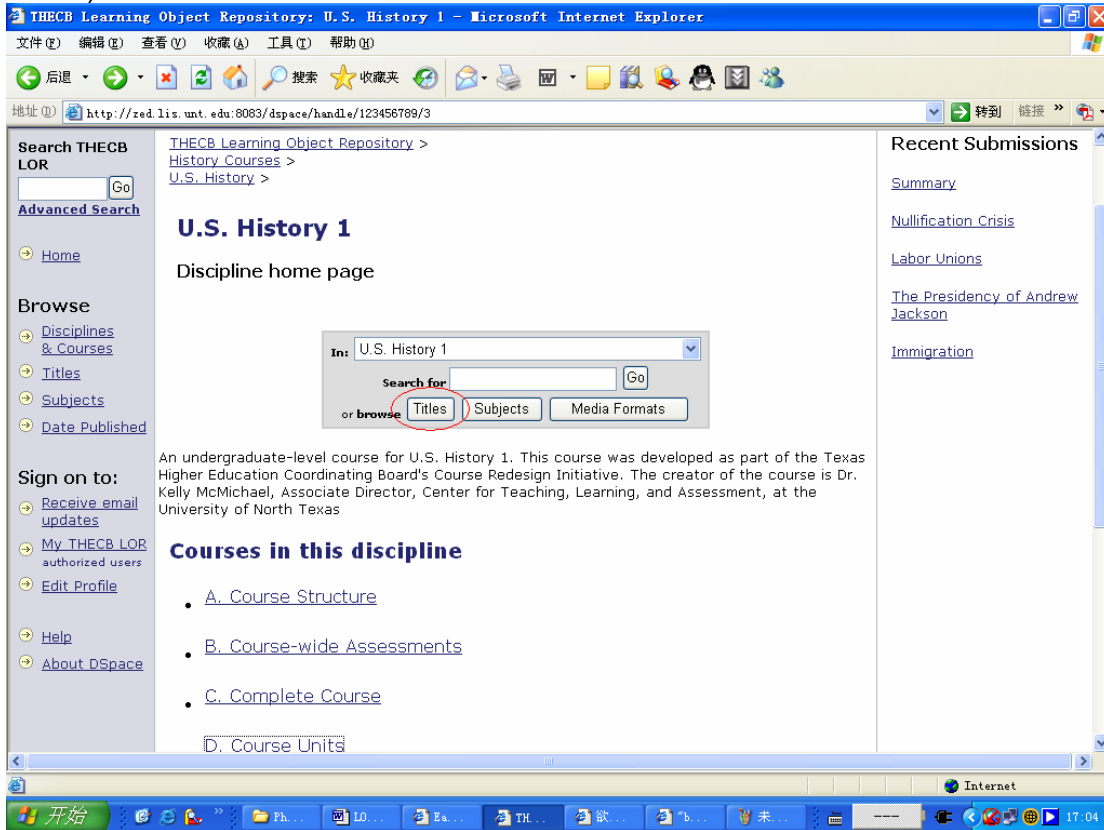 THECB Learning Object Repository: U.S. History 1 - Microsoft Internet Explorer
文件(F) 编辑(E) 查看(V) 收藏(A) 工具(T) 帮助(H)
后退 搜索 收藏夹
地址(D) http://zed.lis.unt.edu:8083/dspace/handle/123456789/3 转到 链接 »
Search THECB
LOR
Go
Advanced Search
Home
Browse
Disciplines
& Courses
Titles
Subjects
Date Published
Sign on to:
Receive email
updates
My THECB LOR
authorized users
Edit Profile
Help
About DSpace
THECB Learning Object Repository >
History Courses >
U.S. History >
U.S. History 1
Discipline home page
In: U.S. History 1
Search for Go
or browse Titles Subjects Media Formats
An undergraduate-level course for U.S. History 1. This course was developed as part of the Texas
Higher Education Coordinating Board's Course Redesign Initiative. The creator of the course is Dr.
Kelly McMichael, Associate Director, Center for Teaching, Learning, and Assessment, at the
University of North Texas
Courses in this discipline
• A. Course Structure
• B. Course-wide Assessments
• C. Complete Course
D. Course Units
Recent Submissions
Summary
Nullification Crisis
Labor Unions
The Presidency of Andrew
Jackson
Immigration
Internet
开始 » Ph... LO... Ea... TH... 欲... "b... 未... 17:04